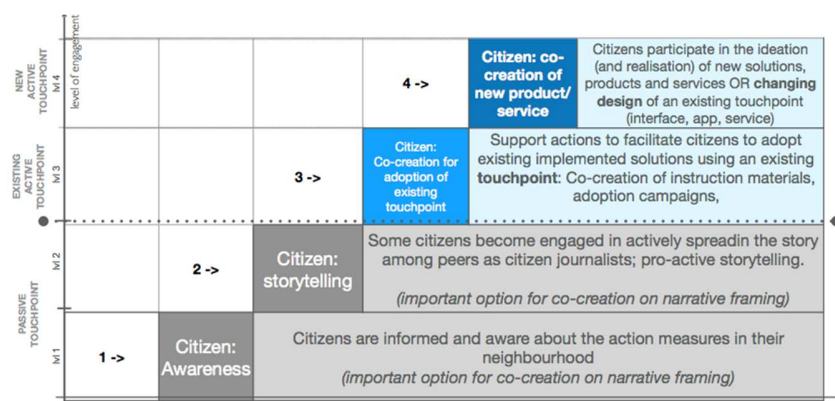 NEW
ACTIVE
TOUCHPOINT
M 4
level of engagement
4 ->
Citizen: co-
creation of
new product/
service
Citizens participate in the ideation
(and realisation) of new solutions,
products and services OR changing
design of an existing touchpoint
(interface, app, service)
EXISTING
ACTIVE
TOUCHPOINT
M 3
3 ->
Citizen:
Co-creation for
adoption of
existing
touchpoint
Support actions to facilitate citizens to adopt
existing implemented solutions using an existing
touchpoint: Co-creation of instruction materials,
adoption campaigns,
PASSIVE
TOUCHPOINT
M 2
2 ->
Citizen:
storytelling
Some citizens become engaged in actively spreadin the story
among peers as citizen journalists; pro-active storytelling.
(important option for co-creation on narrative framing)
M 1
1 ->
Citizen:
Awareness
Citizens are informed and aware about the action measures in their
neighbourhood
(important option for co-creation on narrative framing)